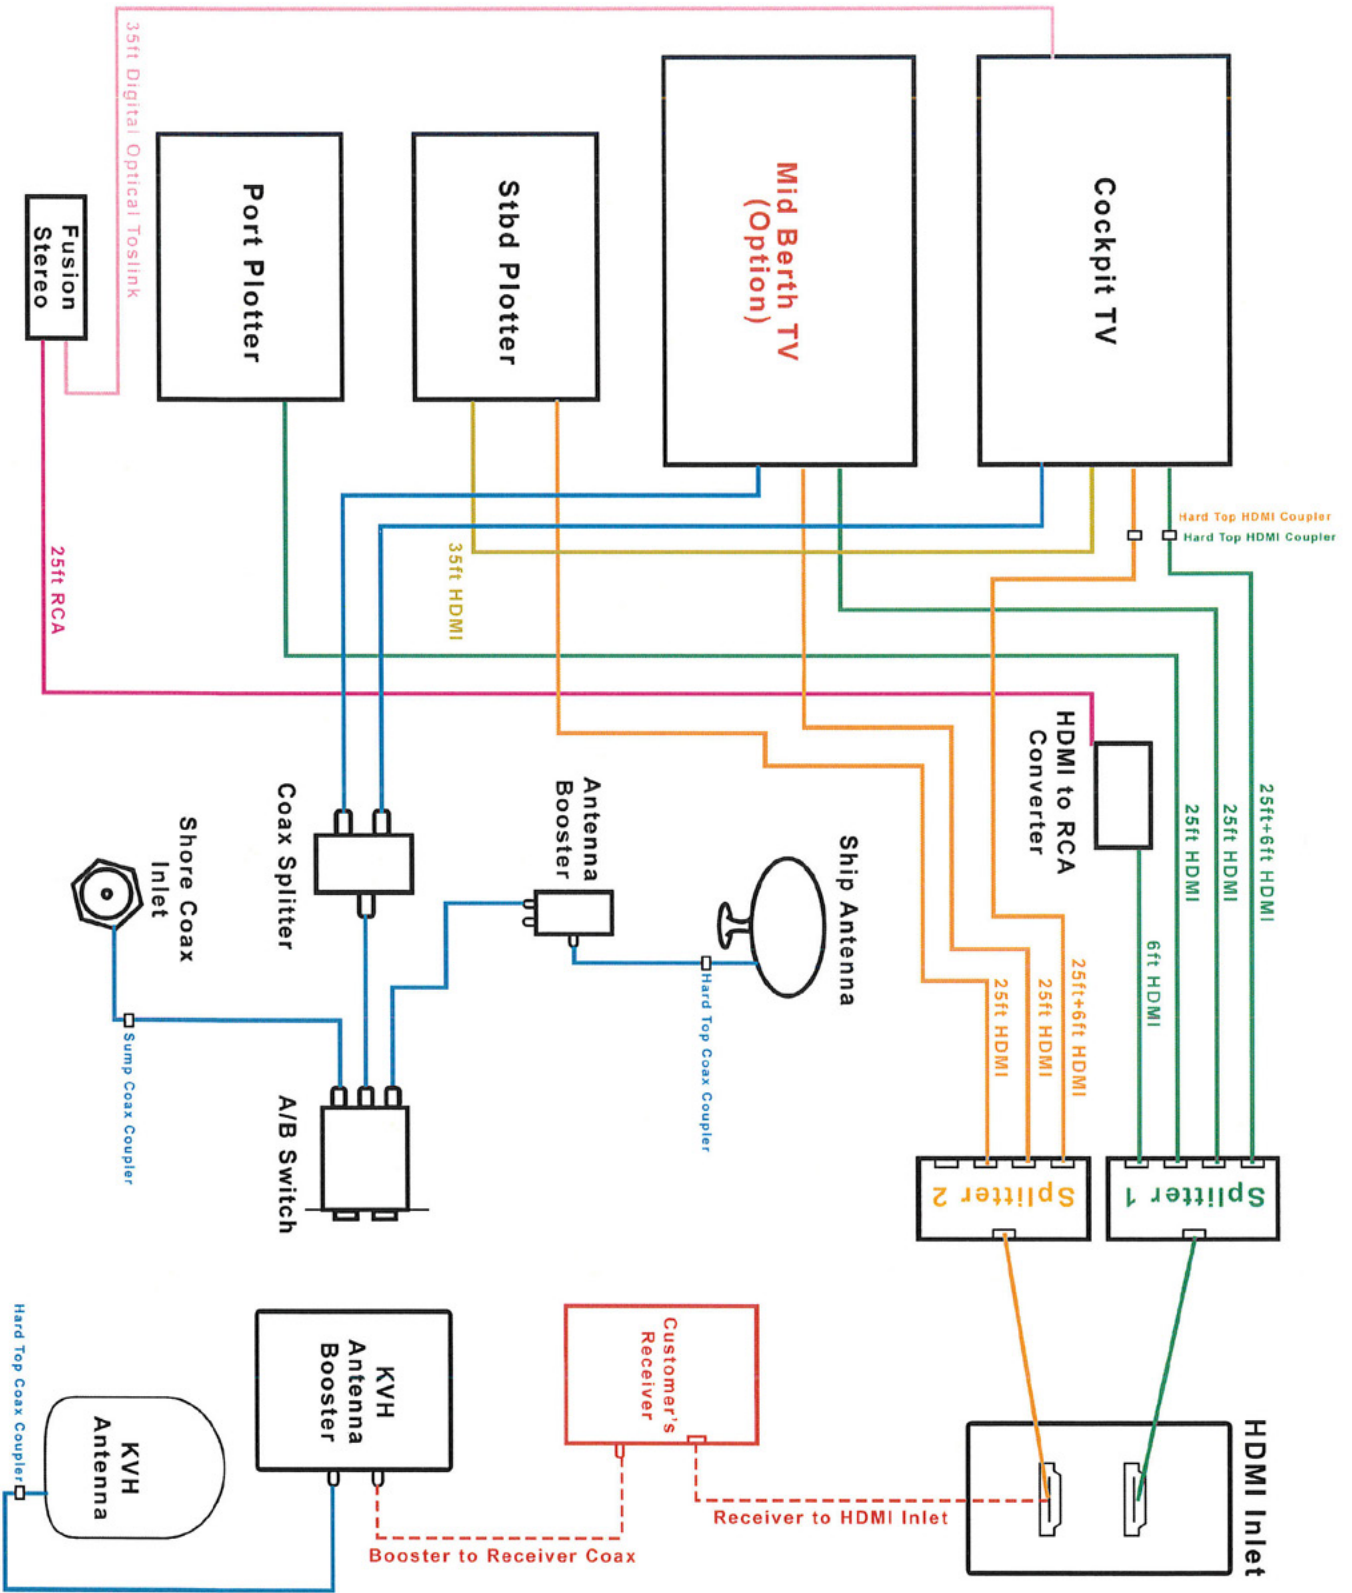 35ft Digital Optical Toslink
Cockpit TV
Mid Berth TV
(Option)
Stbd Plotter
Port Plotter
Fusion
Stereo
Hard Top HDMI Coupler
Hard Top HDMI Coupler
35ft HDMI
25ft RCA
HDMI to RCA
Converter
25ft+6ft HDMI
25ft HDMI
25ft HDMI
6ft HDMI
25ft+6ft HDMI
25ft HDMI
25ft HDMI
Ship Antenna
Antenna
Booster
Coax Splitter
Shore Coax
Inlet
Hard Top Coax Coupler
Sump Coax Coupler
A/B Switch
Splitter 1
Splitter 2
HDMI Inlet
Customer's
Receiver
KVH
Antenna
Booster
KVH
Antenna
Hard Top Coax Coupler
Receiver to HDMI Inlet
Booster to Receiver Coax